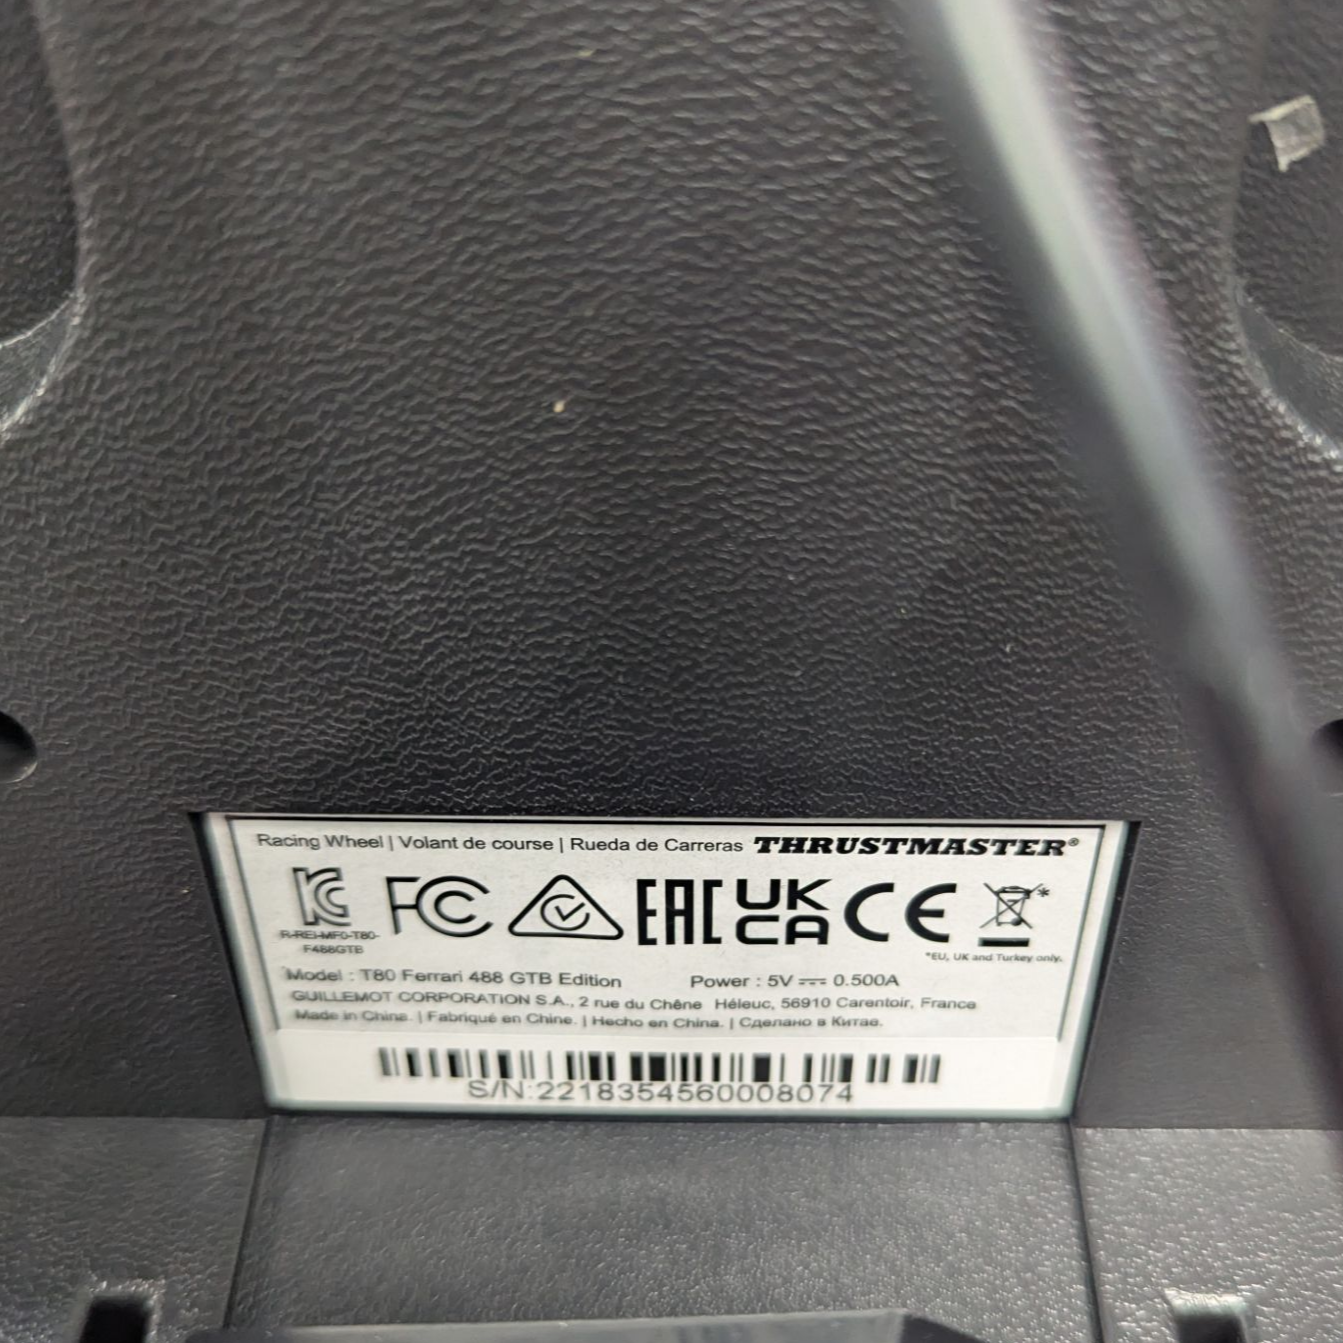 Racing Wheel | Volant de course | Rueda de Carreras THRUSTMASTER®
KC FC EAC UK CA CE *
R-REI-MF0-T80-
F488GTB
*EU, UK and Turkey only.
Model : T80 Ferrari 488 GTB Edition Power : 5V ⎓ 0.500A
GUILLEMOT CORPORATION S.A., 2 rue du Chêne Héleuc, 56910 Carentoir, France
Made in China. | Fabriqué en Chine. | Hecho en China. | Сделано в Китае.
S/N:2218354560008074